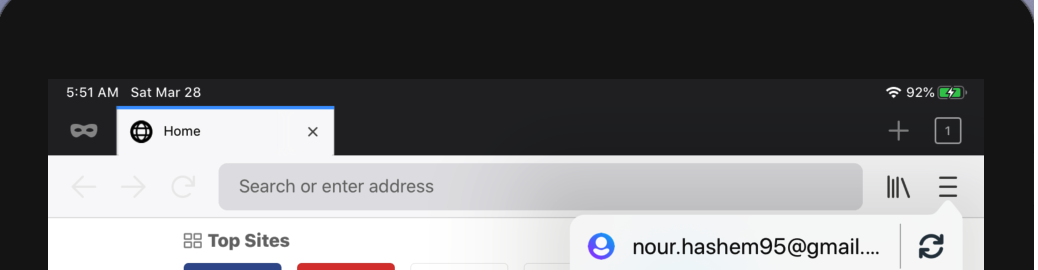 5:51 AM Sat Mar 28
92%
Home
1
Search or enter address
Top Sites
nour.hashem95@gmail....